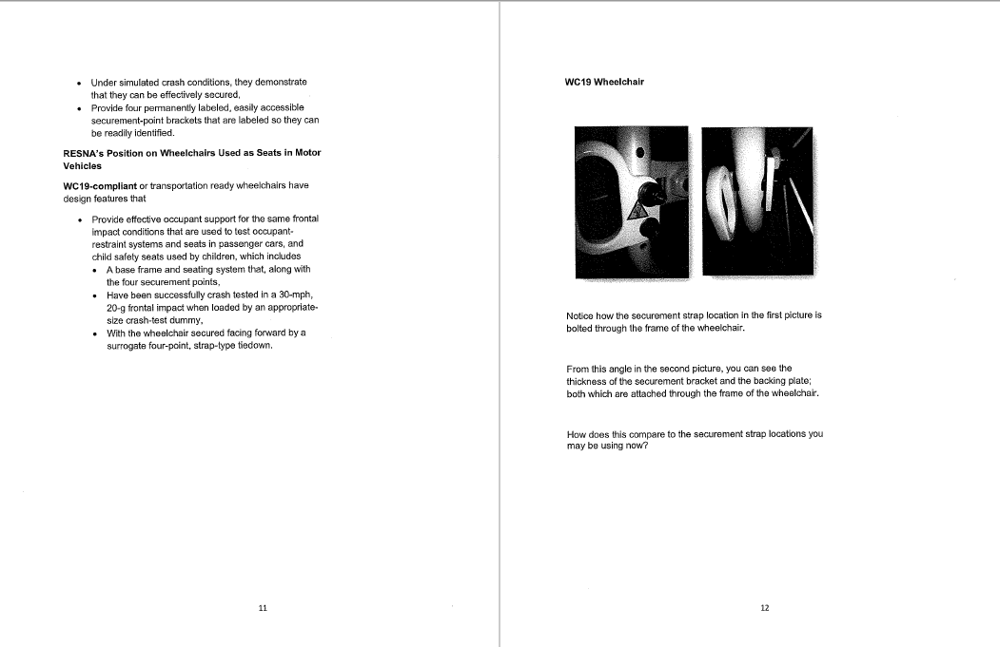 • Under simulated crash conditions, they demonstrate
that they can be effectively secured,
• Provide four permanently labeled, easily accessible
securement-point brackets that are labeled so they can
be readily identified.
RESNA's Position on Wheelchairs Used as Seats in Motor
Vehicles
WC19-compliant or transportation ready wheelchairs have
design features that
• Provide effective occupant support for the same frontal
impact conditions that are used to test occupant-
restraint systems and seats in passenger cars, and
child safety seats used by children, which includes
• A base frame and seating system that, along with
the four securement points,
• Have been successfully crash tested in a 30-mph,
20-g frontal impact when loaded by an appropriate-
size crash-test dummy,
• With the wheelchair secured facing forward by a
surrogate four-point, strap-type tiedown.
11
WC19 Wheelchair
Notice how the securement strap location in the first picture is
bolted through the frame of the wheelchair.
From this angle in the second picture, you can see the
thickness of the securement bracket and the backing plate;
both which are attached through the frame of the wheelchair.
How does this compare to the securement strap locations you
may be using now?
12